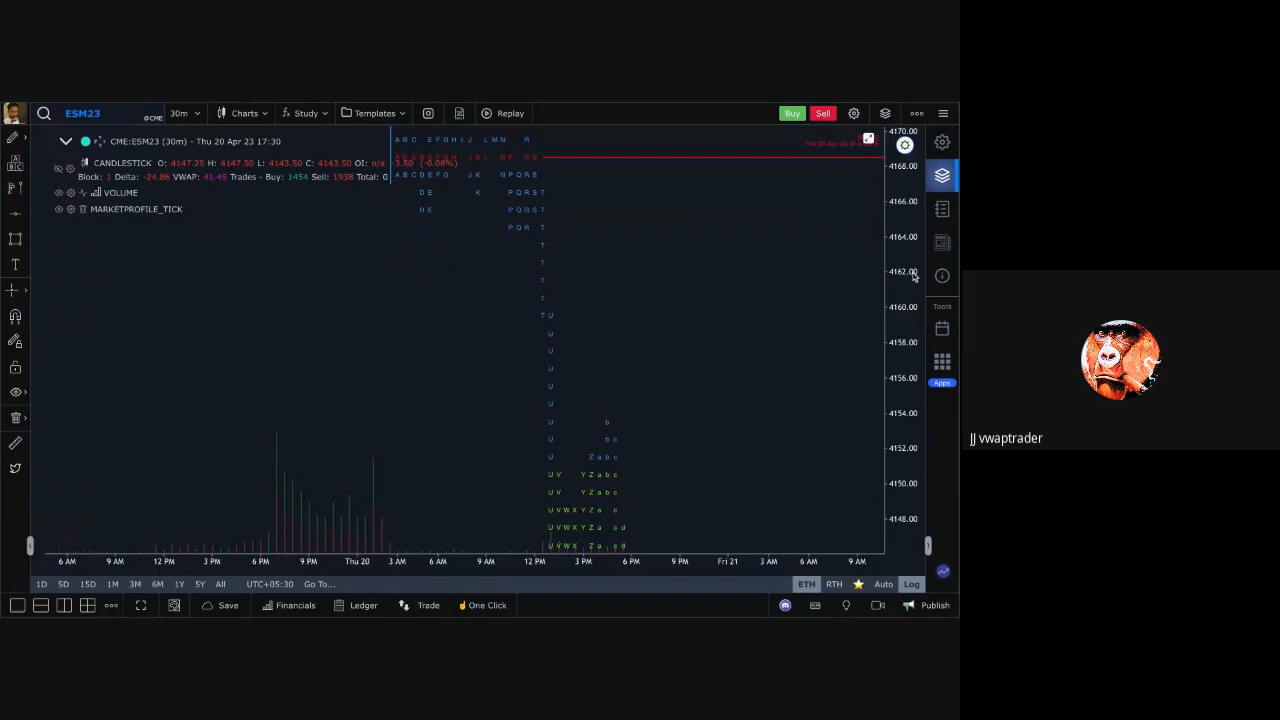 ESM23 @CME 30m Charts Study Templates Replay Buy Sell
CME:ESM23 (30m) - Thu 20 Apr 23 17:30
CANDLESTICK O: 4147.25 H: 4147.50 L: 4143.50 C: 4143.50 OI: n/a -3.50 (-0.08%)
Block: 1 Delta: -24.86 VWAP: 41.45 Trades - Buy: 1454 Sell: 1938 Total: 0
VOLUME
MARKETPROFILE_TICK
A B C E F G H I J L M N R
A B C D E F G J K L N P R S
A B C D E F G J K N P Q R S
D E K P Q R S T
D E P Q R S T
P Q R T
T
T
T
T
T U
U
U
U
U
U
U b
U b c
U Z a b c
U V Y Z a b c
U V Y Z a b c
U V W X Y Z a c
U V W X Y Z a c d
U V W X Z a c d
4170.00
4168.00
4166.00
4164.00
4162.00
4160.00
4158.00
4156.00
4154.00
4152.00
4150.00
4148.00
Tools
Apps
6 AM 9 AM 12 PM 3 PM 6 PM 9 PM Thu 20 3 AM 6 AM 9 AM 12 PM 3 PM 6 PM 9 PM Fri 21 3 AM 6 AM 9 AM
1D 5D 15D 1M 3M 6M 1Y 5Y All UTC+05:30 Go To... ETH RTH Auto Log
Save Financials Ledger Trade One Click Publish
JJ vwaptrader